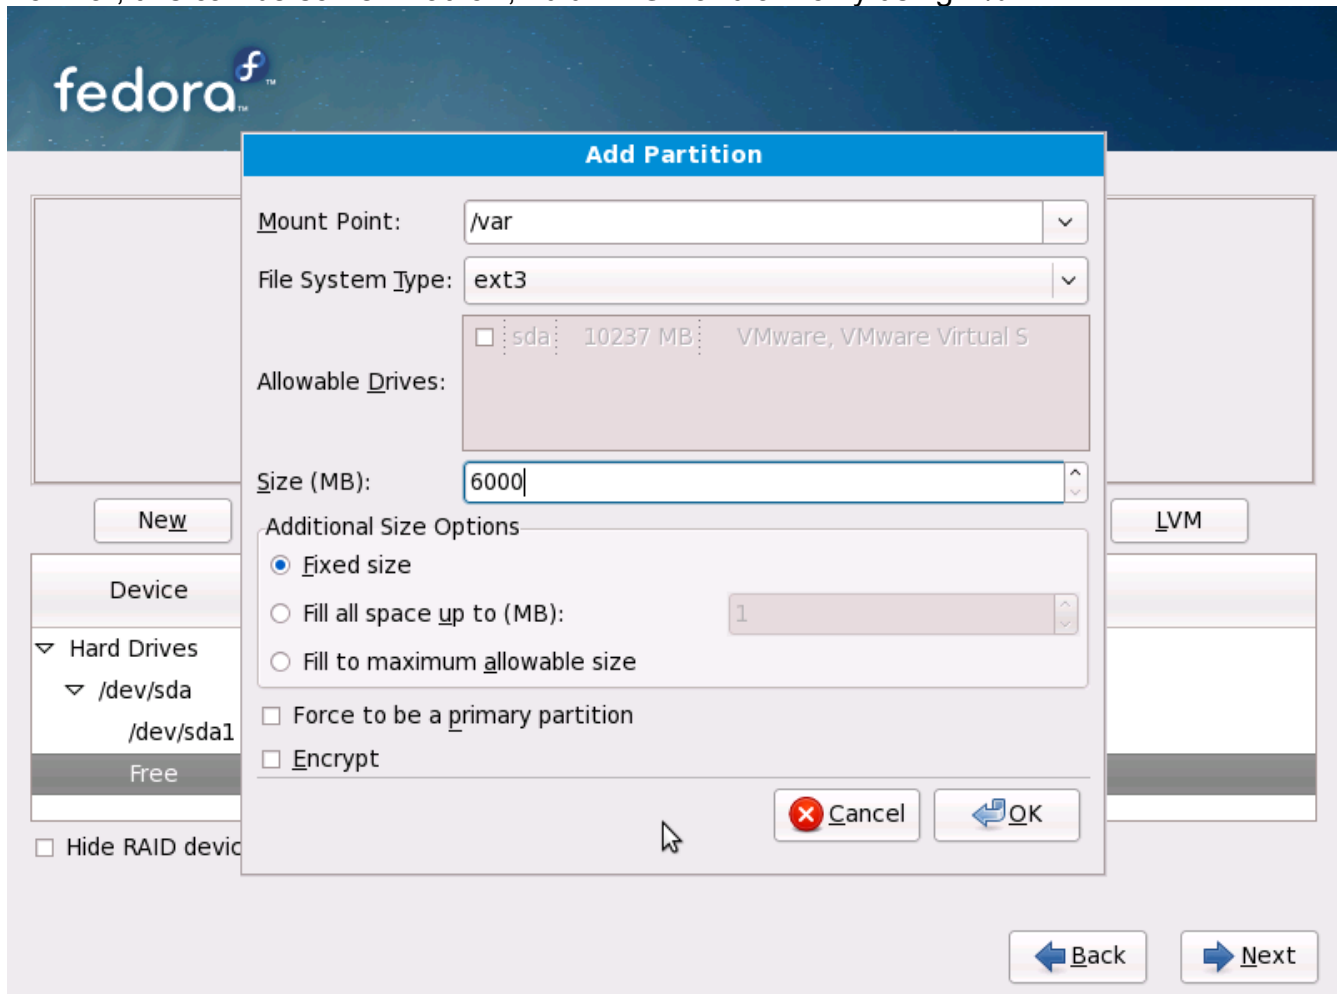 fedora
Add Partition
Mount Point: /var
File System Type: ext3
Allowable Drives: sda 10237 MB VMware, VMware Virtual S
Size (MB): 6000
New
LVM
Additional Size Options
Fixed size
Fill all space up to (MB): 1
Fill to maximum allowable size
Force to be a primary partition
Encrypt
Cancel
OK
Device
Hard Drives
/dev/sda
/dev/sda1
Free
Hide RAID devic
Back
Next